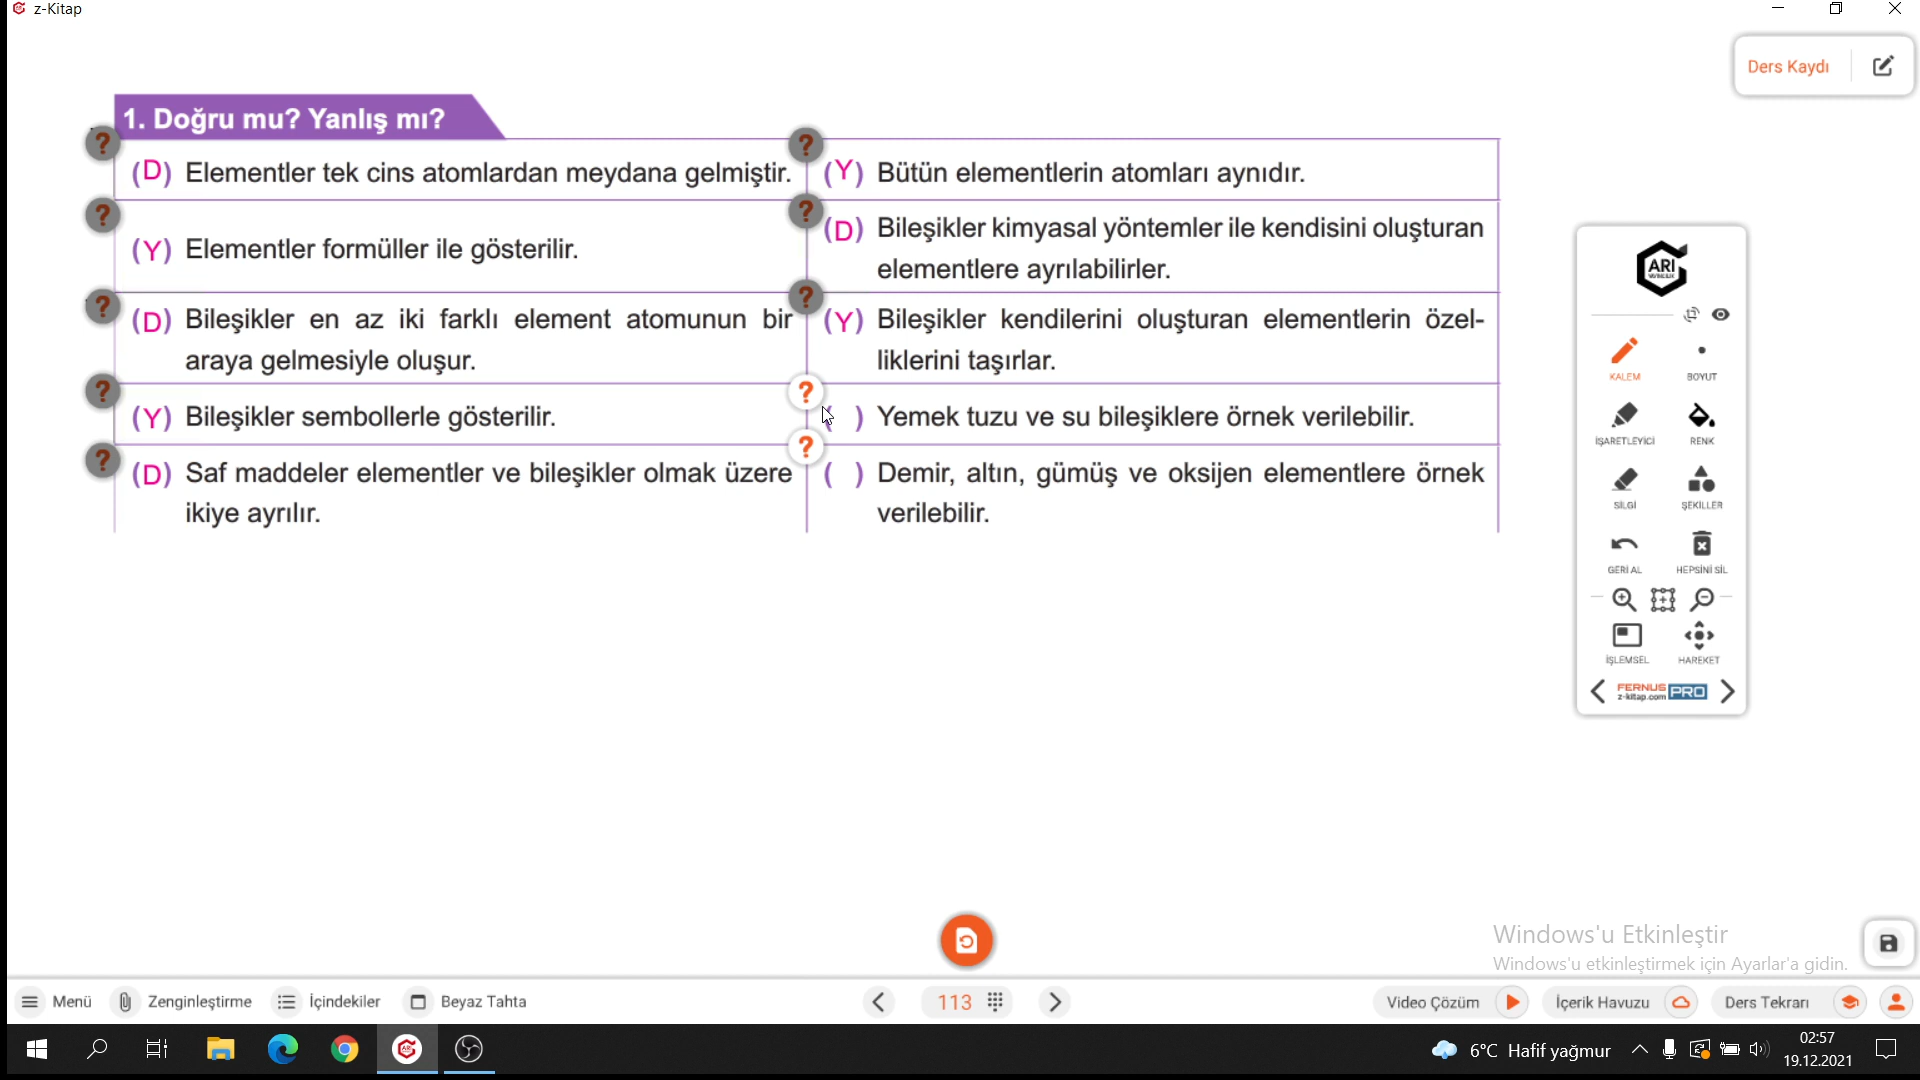 z-Kitap
Ders Kaydı
1. Doğru mu? Yanlış mı?
(D) Elementler tek cins atomlardan meydana gelmiştir.
(Y) Bütün elementlerin atomları aynıdır.
(Y) Elementler formüller ile gösterilir.
(D) Bileşikler kimyasal yöntemler ile kendisini oluşturan
elementlere ayrılabilirler.
(D) Bileşikler en az iki farklı element atomunun bir
araya gelmesiyle oluşur.
(Y) Bileşikler kendilerini oluşturan elementlerin özel-
liklerini taşırlar.
(Y) Bileşikler sembollerle gösterilir.
( ) Yemek tuzu ve su bileşiklere örnek verilebilir.
(D) Saf maddeler elementler ve bileşikler olmak üzere
ikiye ayrılır.
( ) Demir, altın, gümüş ve oksijen elementlere örnek
verilebilir.
ARI
YAYINCILIK
KALEM BOYUT
İŞARETLEYİCİ RENK
SİLGİ ŞEKİLLER
GERİ AL HEPSİNİ SİL
İŞLEMSEL HAREKET
FERNUS PRO
z-kitap.com
Windows'u Etkinleştir
Windows'u etkinleştirmek için Ayarlar'a gidin.
Menü Zenginleştirme İçindekiler Beyaz Tahta 113 Video Çözüm İçerik Havuzu Ders Tekrarı
6°C Hafif yağmur
02:57
19.12.2021